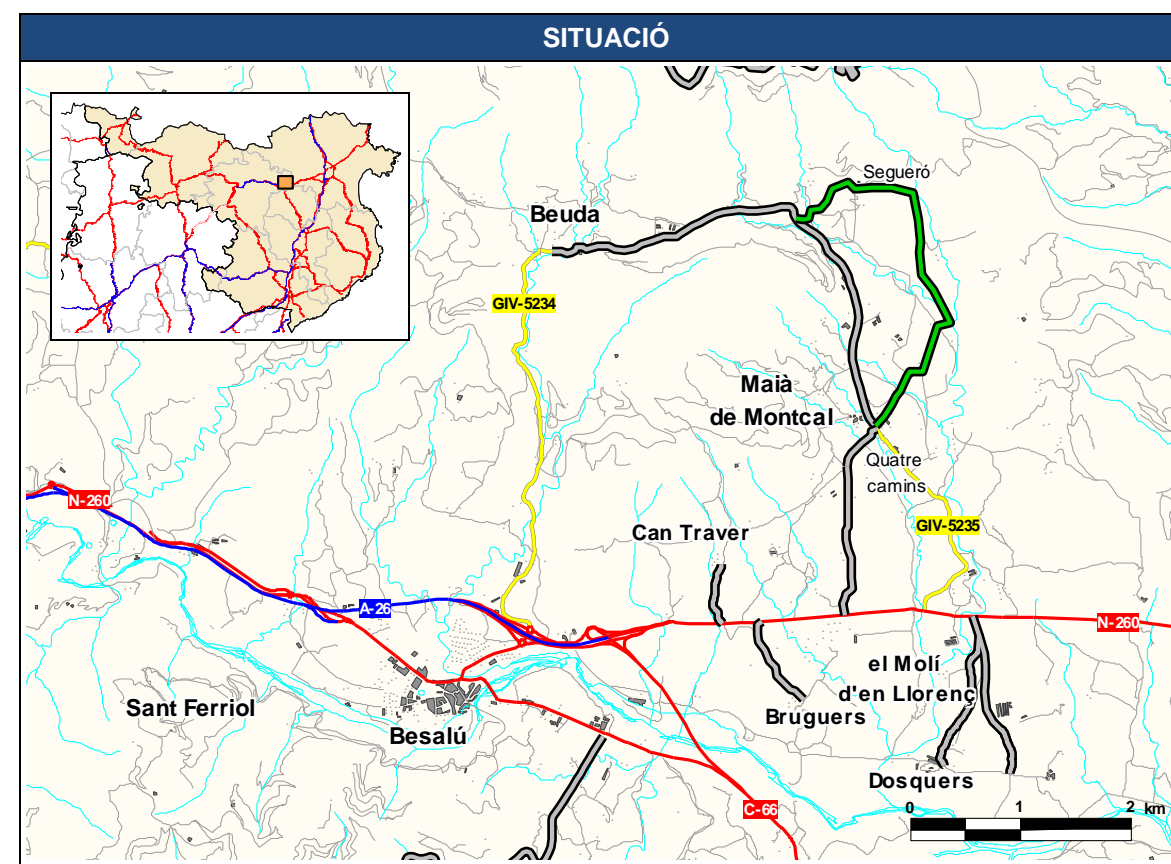 SITUACIÓ
Segueró
Beuda
GIV-5234
Maià
de Montcal
Quatre
camins
N-260
GIV-5235
Can Traver
A-26
N-260
el Molí
d'en Llorenç
Sant Ferriol
Bruguers
Besalú
Dosquers
C-66
0 1 2 km